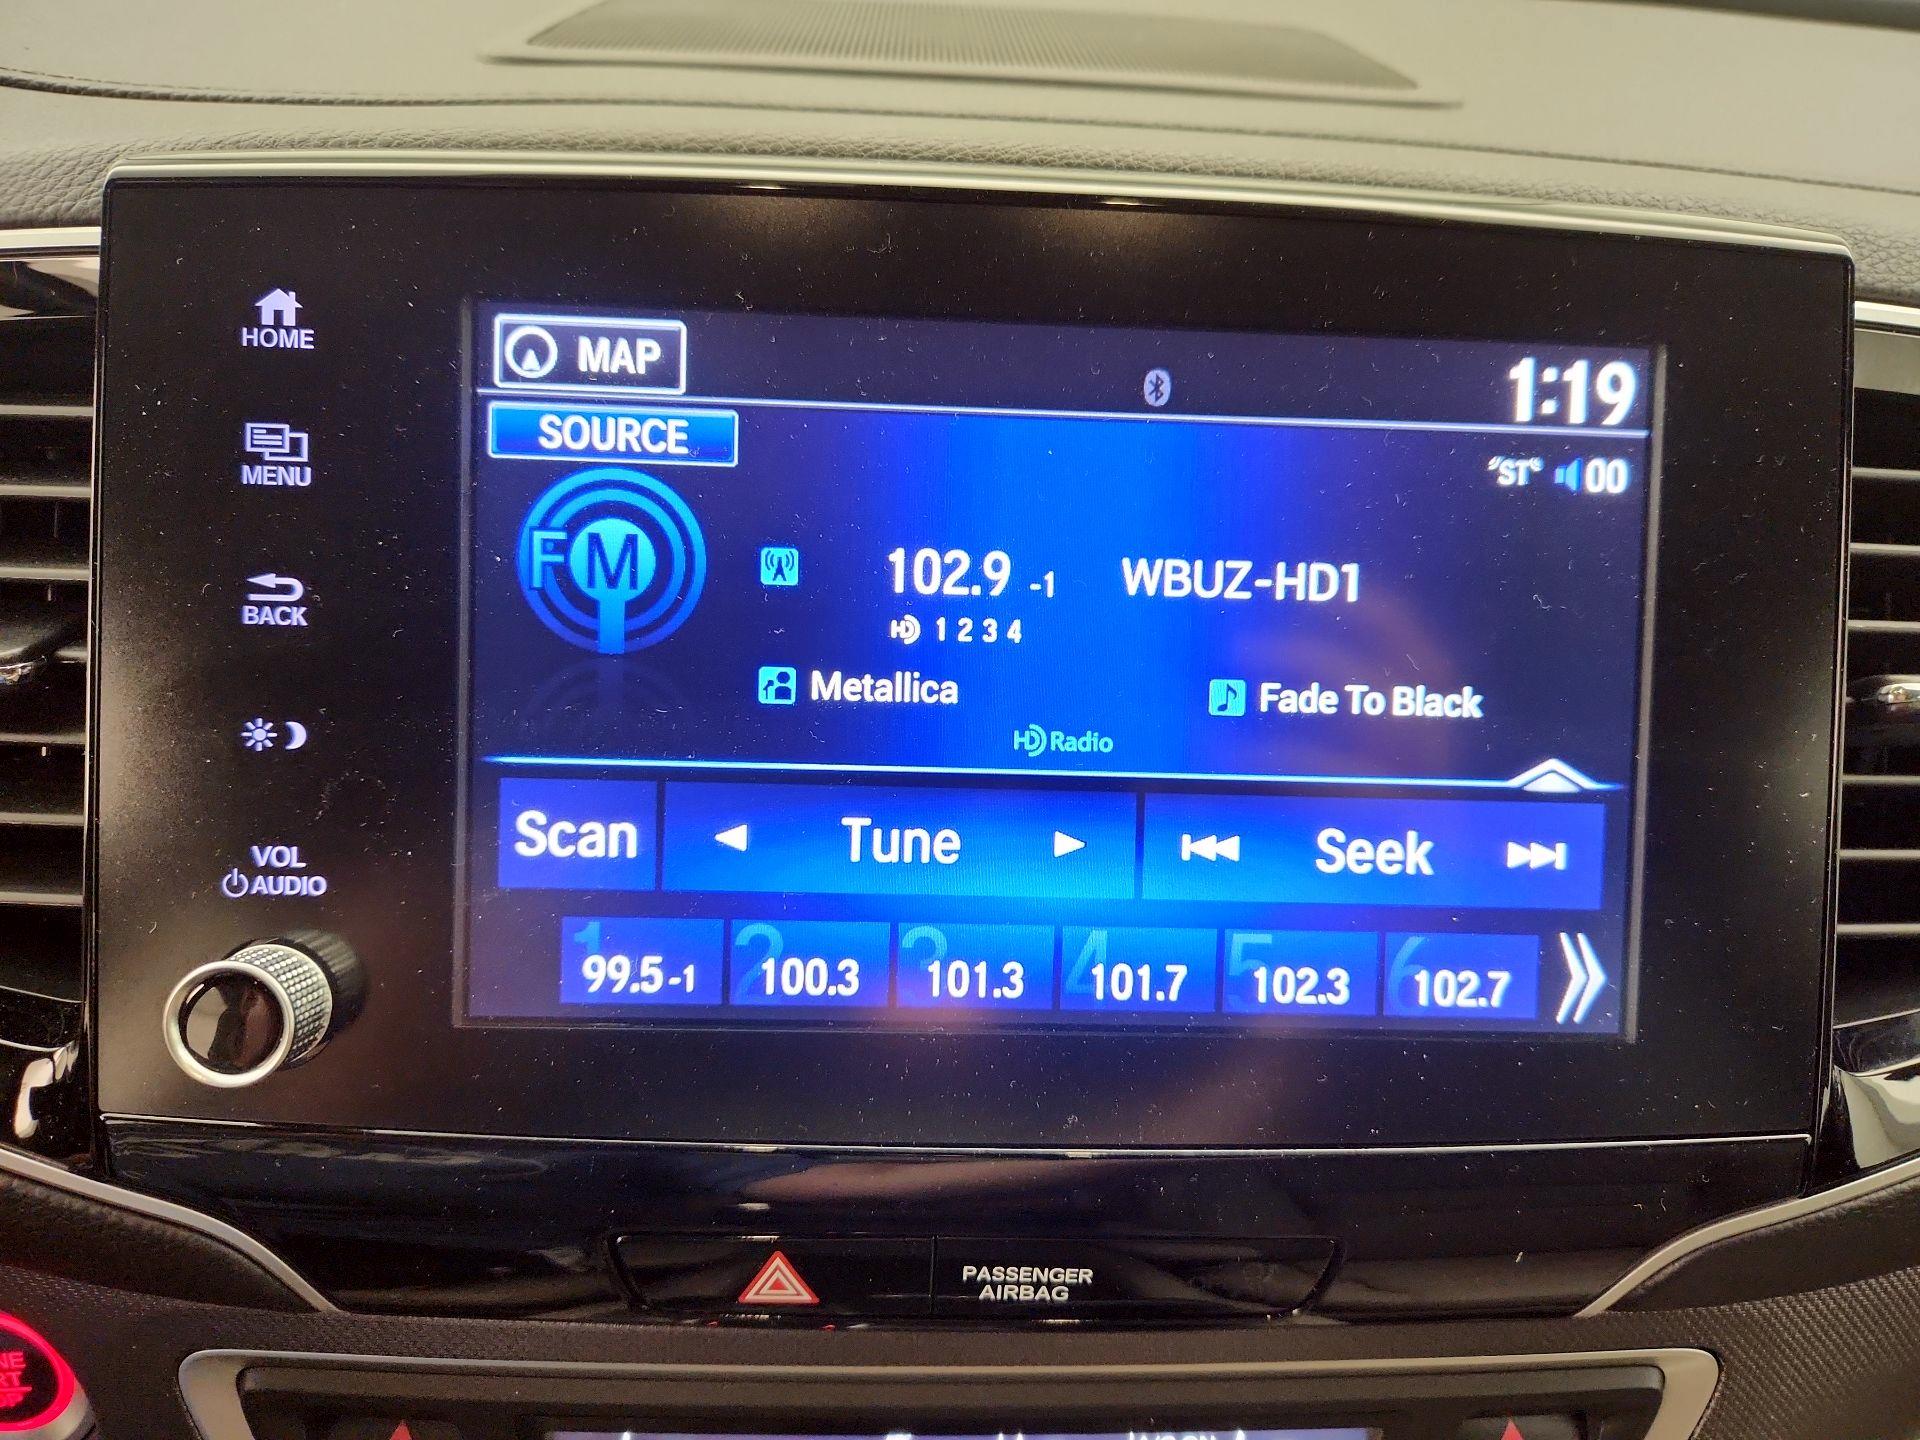 HOME
MENU
BACK
VOL
AUDIO
MAP
1:19
SOURCE
"ST" 00
FM
102.9 -1 WBUZ-HD1
HD 1 2 3 4
Metallica Fade To Black
HD Radio
Scan Tune Seek
1 99.5-1 2 100.3 3 101.3 4 101.7 5 102.3 6 102.7
PASSENGER
AIRBAG